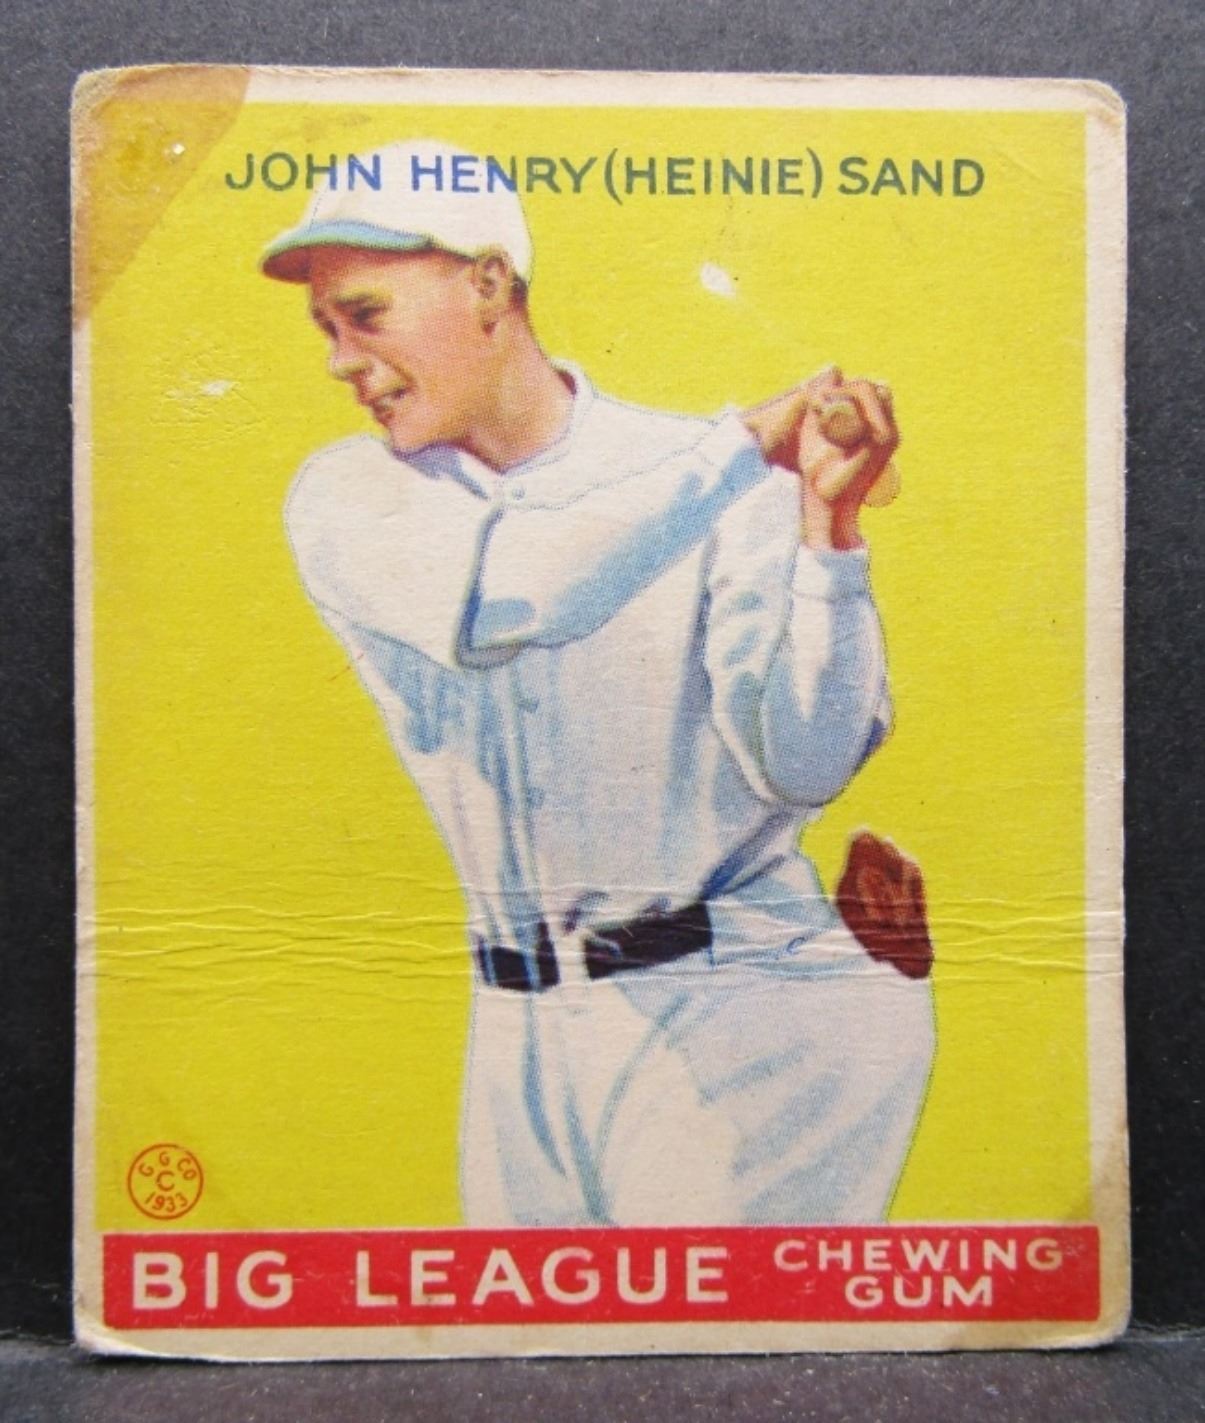 JOHN HENRY (HEINIE) SAND
G G CO
C
1933
BIG LEAGUE CHEWING
GUM